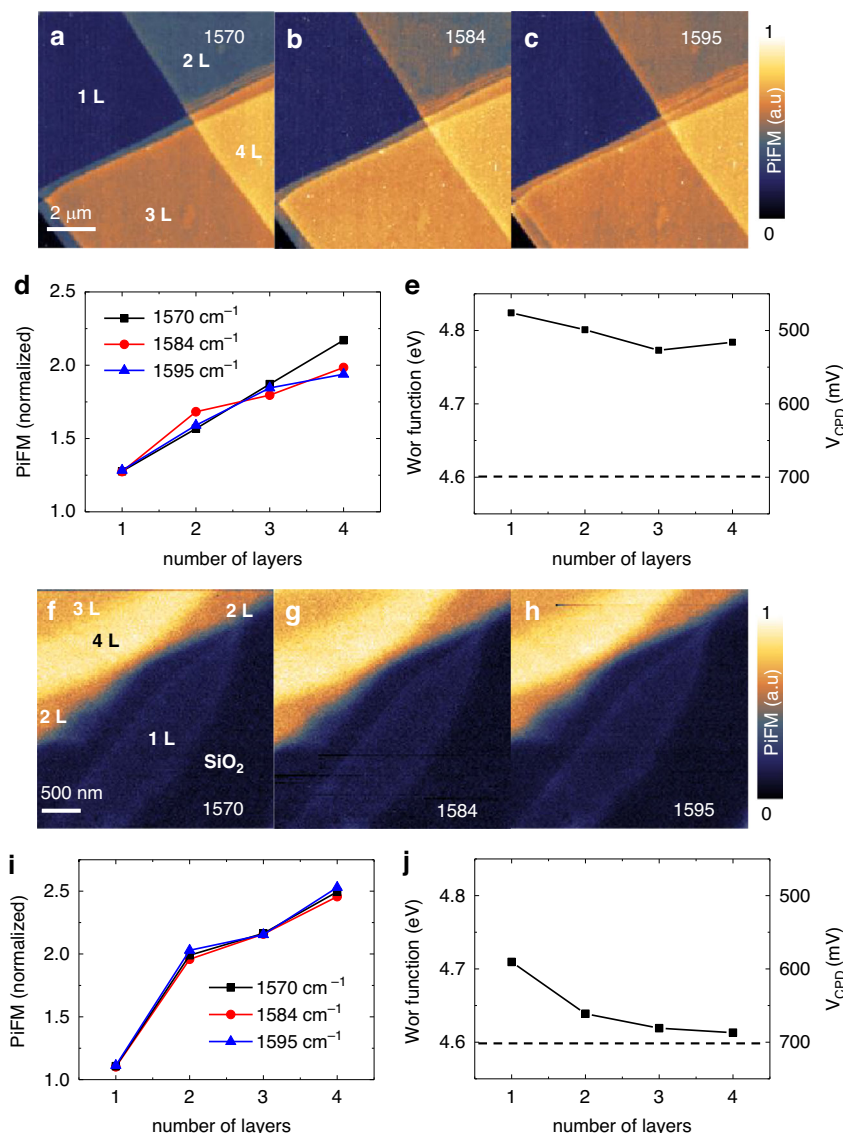 a 1570
2 L
1 L
4 L
3 L
2 μm
b 1584
c 1595
1
PiFM (a.u)
0
d
2.5
2.0
1.5
1.0
PiFM (normalized)
1570 cm⁻¹
1584 cm⁻¹
1595 cm⁻¹
1 2 3 4
number of layers
e
4.8
4.7
4.6
Wor function (eV)
500
600
700
V_CPD (mV)
1 2 3 4
number of layers
f
3 L
2 L
4 L
2 L
1 L
SiO₂
500 nm
1570
g
1584
h
1595
1
PiFM (a.u)
0
i
2.5
2.0
1.5
1.0
PiFM (normalized)
1570 cm⁻¹
1584 cm⁻¹
1595 cm⁻¹
1 2 3 4
number of layers
j
4.8
4.7
4.6
Wor function (eV)
500
600
700
V_CPD (mV)
1 2 3 4
number of layers